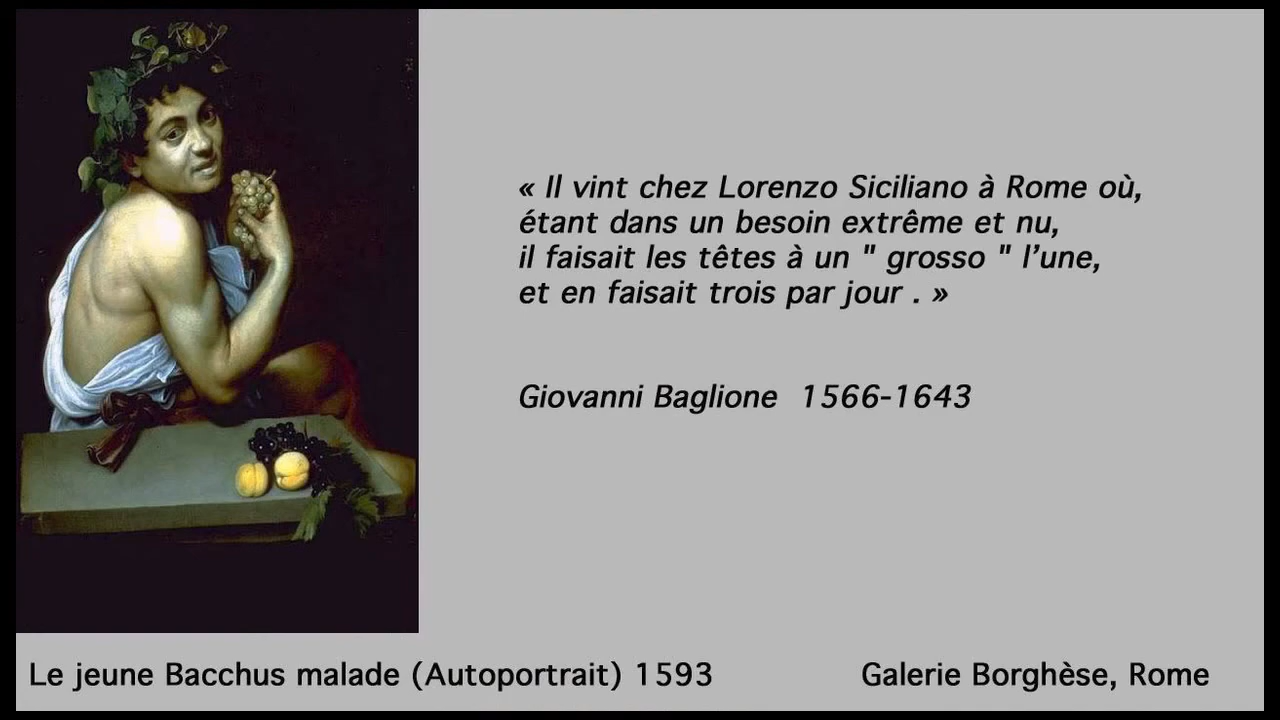 « Il vint chez Lorenzo Siciliano à Rome où,
étant dans un besoin extrême et nu,
il faisait les têtes à un " grosso " l’une,
et en faisait trois par jour . »
Giovanni Baglione 1566-1643
Le jeune Bacchus malade (Autoportrait) 1593
Galerie Borghèse, Rome